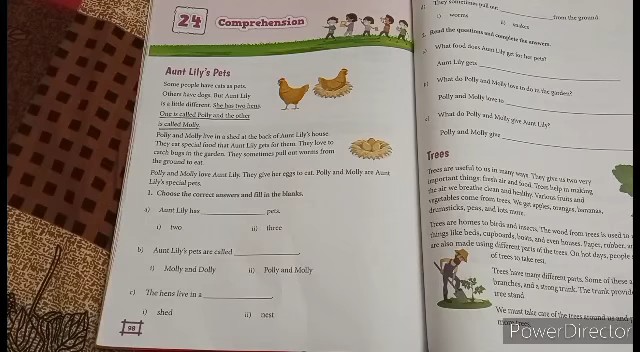 24 Comprehension
Aunt Lily's Pets
Some people have cats as pets.
Others have dogs. But Aunt Lily
is a little different. She has two hens.
One is called Polly and the other
is called Molly.
Polly and Molly live in a shed at the back of Aunt Lily's house.
They eat special food that Aunt Lily gets for them. They love to
catch bugs in the garden. They sometimes pull out worms from
the ground to eat.
Polly and Molly love Aunt Lily. They give her eggs to eat. Polly and Molly are Aunt
Lily's special pets.
1. Choose the correct answers and fill in the blanks.
a) Aunt Lily has ____________ pets.
i) two ii) three
b) Aunt Lily's pets are called ____________.
i) Molly and Dolly ii) Polly and Molly
c) The hens live in a ____________
i) shed ii) nest
98
d) They sometimes pull out ____________ from the ground.
i) worms ii) snakes
Read the questions and complete the answers.
What food does Aunt Lily get for her pets?
Aunt Lily gets ____________
b) What do Polly and Molly love to do in the garden?
Polly and Molly love to ____________
c) What do Polly and Molly give Aunt Lily?
Polly and Molly give ____________
Trees
Trees are useful to us in many ways. They give us two very
important things: fresh air and food. Trees help in making
the air we breathe clean and healthy. Various fruits and
vegetables come from trees. We get apples, oranges, bananas,
drumsticks, peas, and lots more.
Trees are homes to birds and insects. The wood from trees is used to
things like beds, cupboards, boats, and even houses. Paper, rubber,
are also made using different parts of the trees. On hot days, people
of trees to take rest.
Trees have many different parts. Some of these
branches, and a strong trunk. The trunk
tree stand
We must take care of the trees around us and
more trees.
PowerDirector